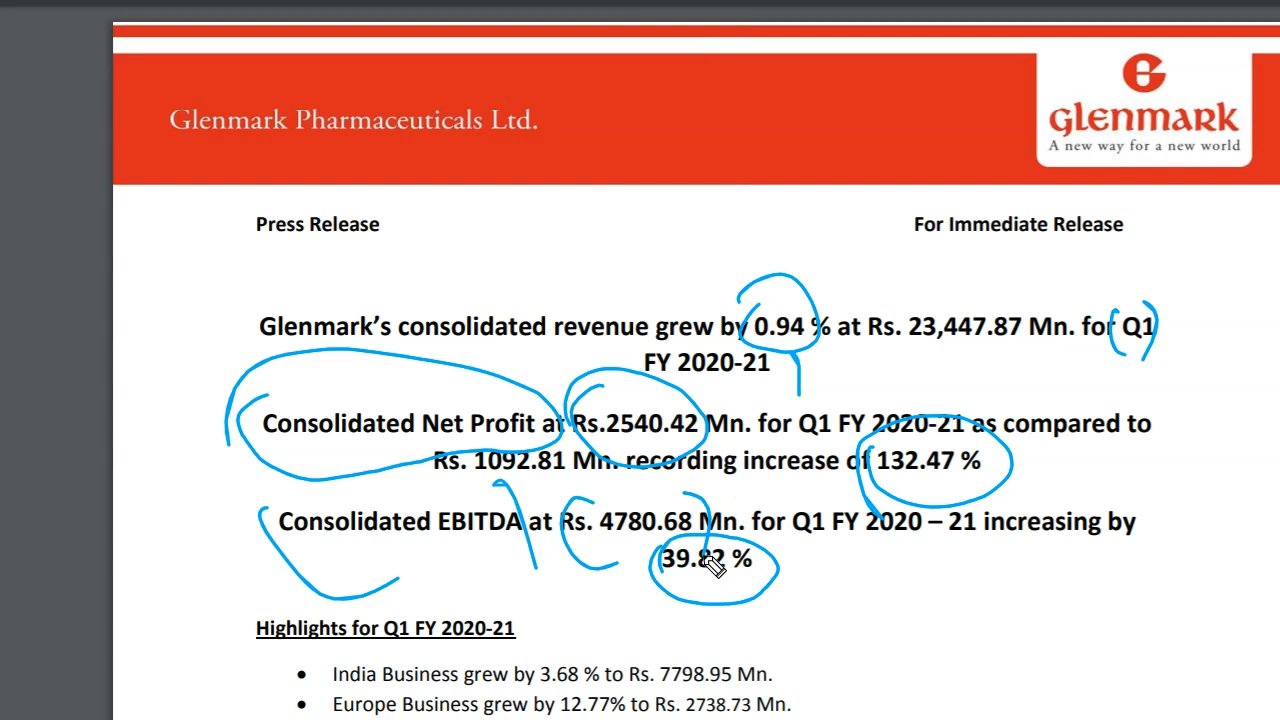 Glenmark Pharmaceuticals Ltd.
glenmark
A new way for a new world
Press Release
For Immediate Release
Glenmark’s consolidated revenue grew by 0.94 % at Rs. 23,447.87 Mn. for Q1
FY 2020-21
Consolidated Net Profit at Rs.2540.42 Mn. for Q1 FY 2020-21 as compared to
Rs. 1092.81 Mn. recording increase of 132.47 %
Consolidated EBITDA at Rs. 4780.68 Mn. for Q1 FY 2020 – 21 increasing by
39.82 %
Highlights for Q1 FY 2020-21
• India Business grew by 3.68 % to Rs. 7798.95 Mn.
• Europe Business grew by 12.77% to Rs. 2738.73 Mn.